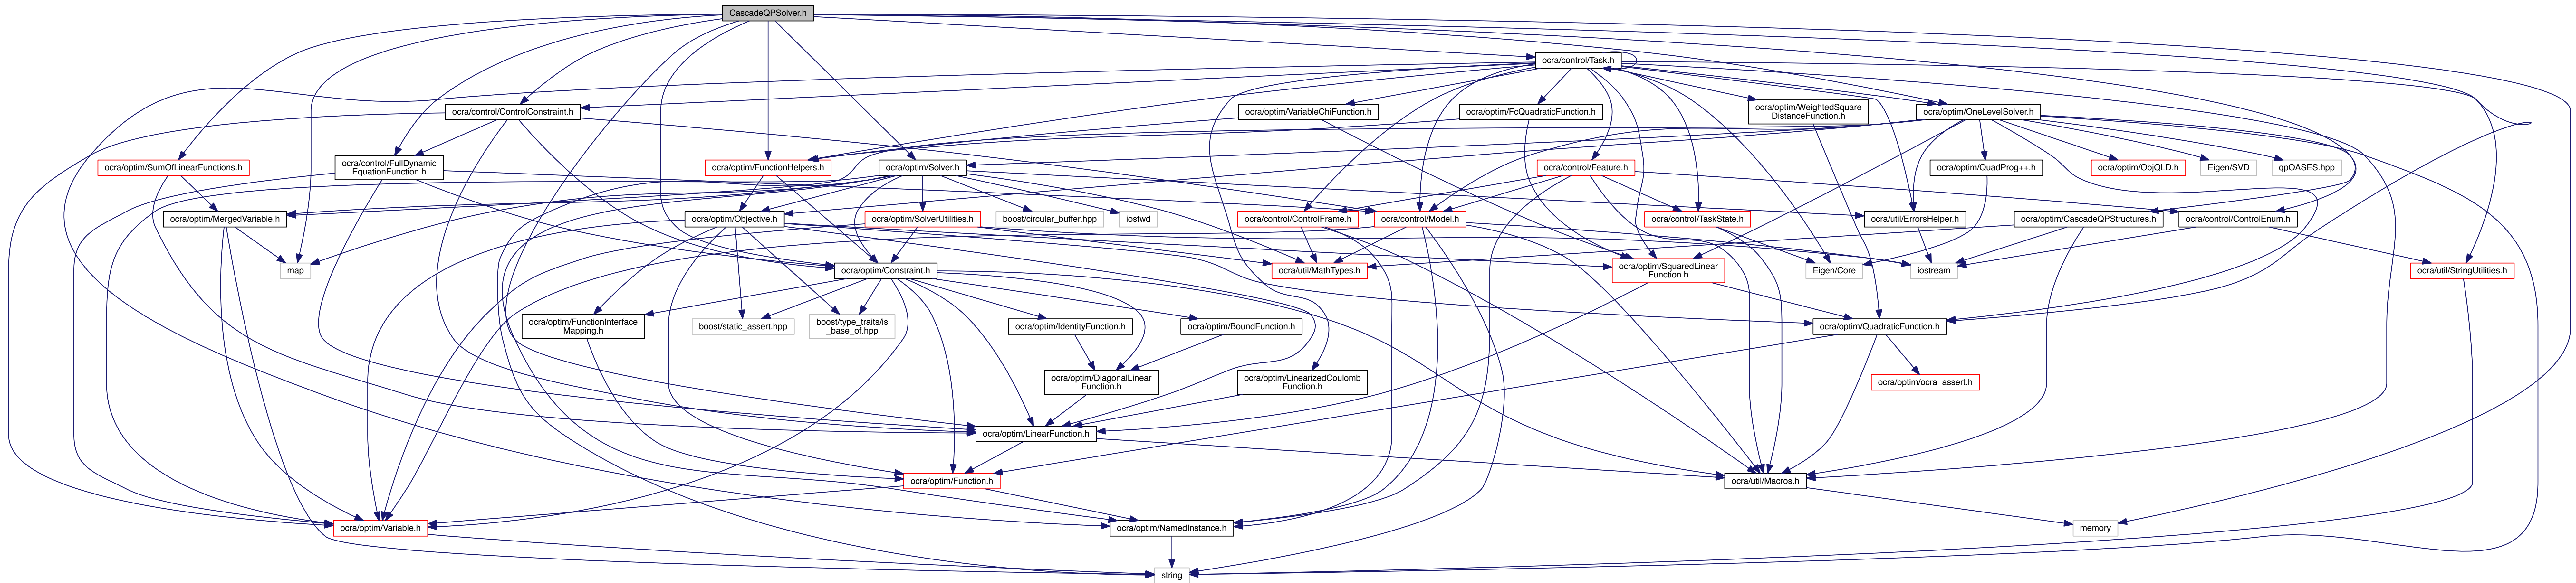 CascadeQPSolver.h
ocra/control/Task.h
ocra/control/ControlConstraint.h
ocra/optim/VariableChiFunction.h
ocra/optim/FcQuadraticFunction.h
ocra/optim/WeightedSquare
DistanceFunction.h
ocra/optim/OneLevelSolver.h
ocra/optim/SumOfLinearFunctions.h
ocra/control/FullDynamic
EquationFunction.h
ocra/optim/FunctionHelpers.h
ocra/optim/Solver.h
ocra/control/Feature.h
ocra/optim/QuadProg++.h
ocra/optim/ObjQLD.h
Eigen/SVD
qpOASES.hpp
ocra/optim/MergedVariable.h
ocra/optim/Objective.h
ocra/optim/SolverUtilities.h
boost/circular_buffer.hpp
iosfwd
ocra/control/ControlFrame.h
ocra/control/Model.h
ocra/control/TaskState.h
ocra/util/ErrorsHelper.h
ocra/optim/CascadeQPStructures.h
ocra/control/ControlEnum.h
map
ocra/optim/Constraint.h
ocra/util/MathTypes.h
ocra/optim/SquaredLinear
Function.h
Eigen/Core
iostream
ocra/util/StringUtilities.h
ocra/optim/FunctionInterface
Mapping.h
boost/static_assert.hpp
boost/type_traits/is
_base_of.hpp
ocra/optim/IdentityFunction.h
ocra/optim/BoundFunction.h
ocra/optim/QuadraticFunction.h
ocra/optim/DiagonalLinear
Function.h
ocra/optim/LinearizedCoulomb
Function.h
ocra/optim/ocra_assert.h
ocra/optim/LinearFunction.h
ocra/optim/Function.h
ocra/util/Macros.h
ocra/optim/Variable.h
ocra/optim/NamedInstance.h
memory
string